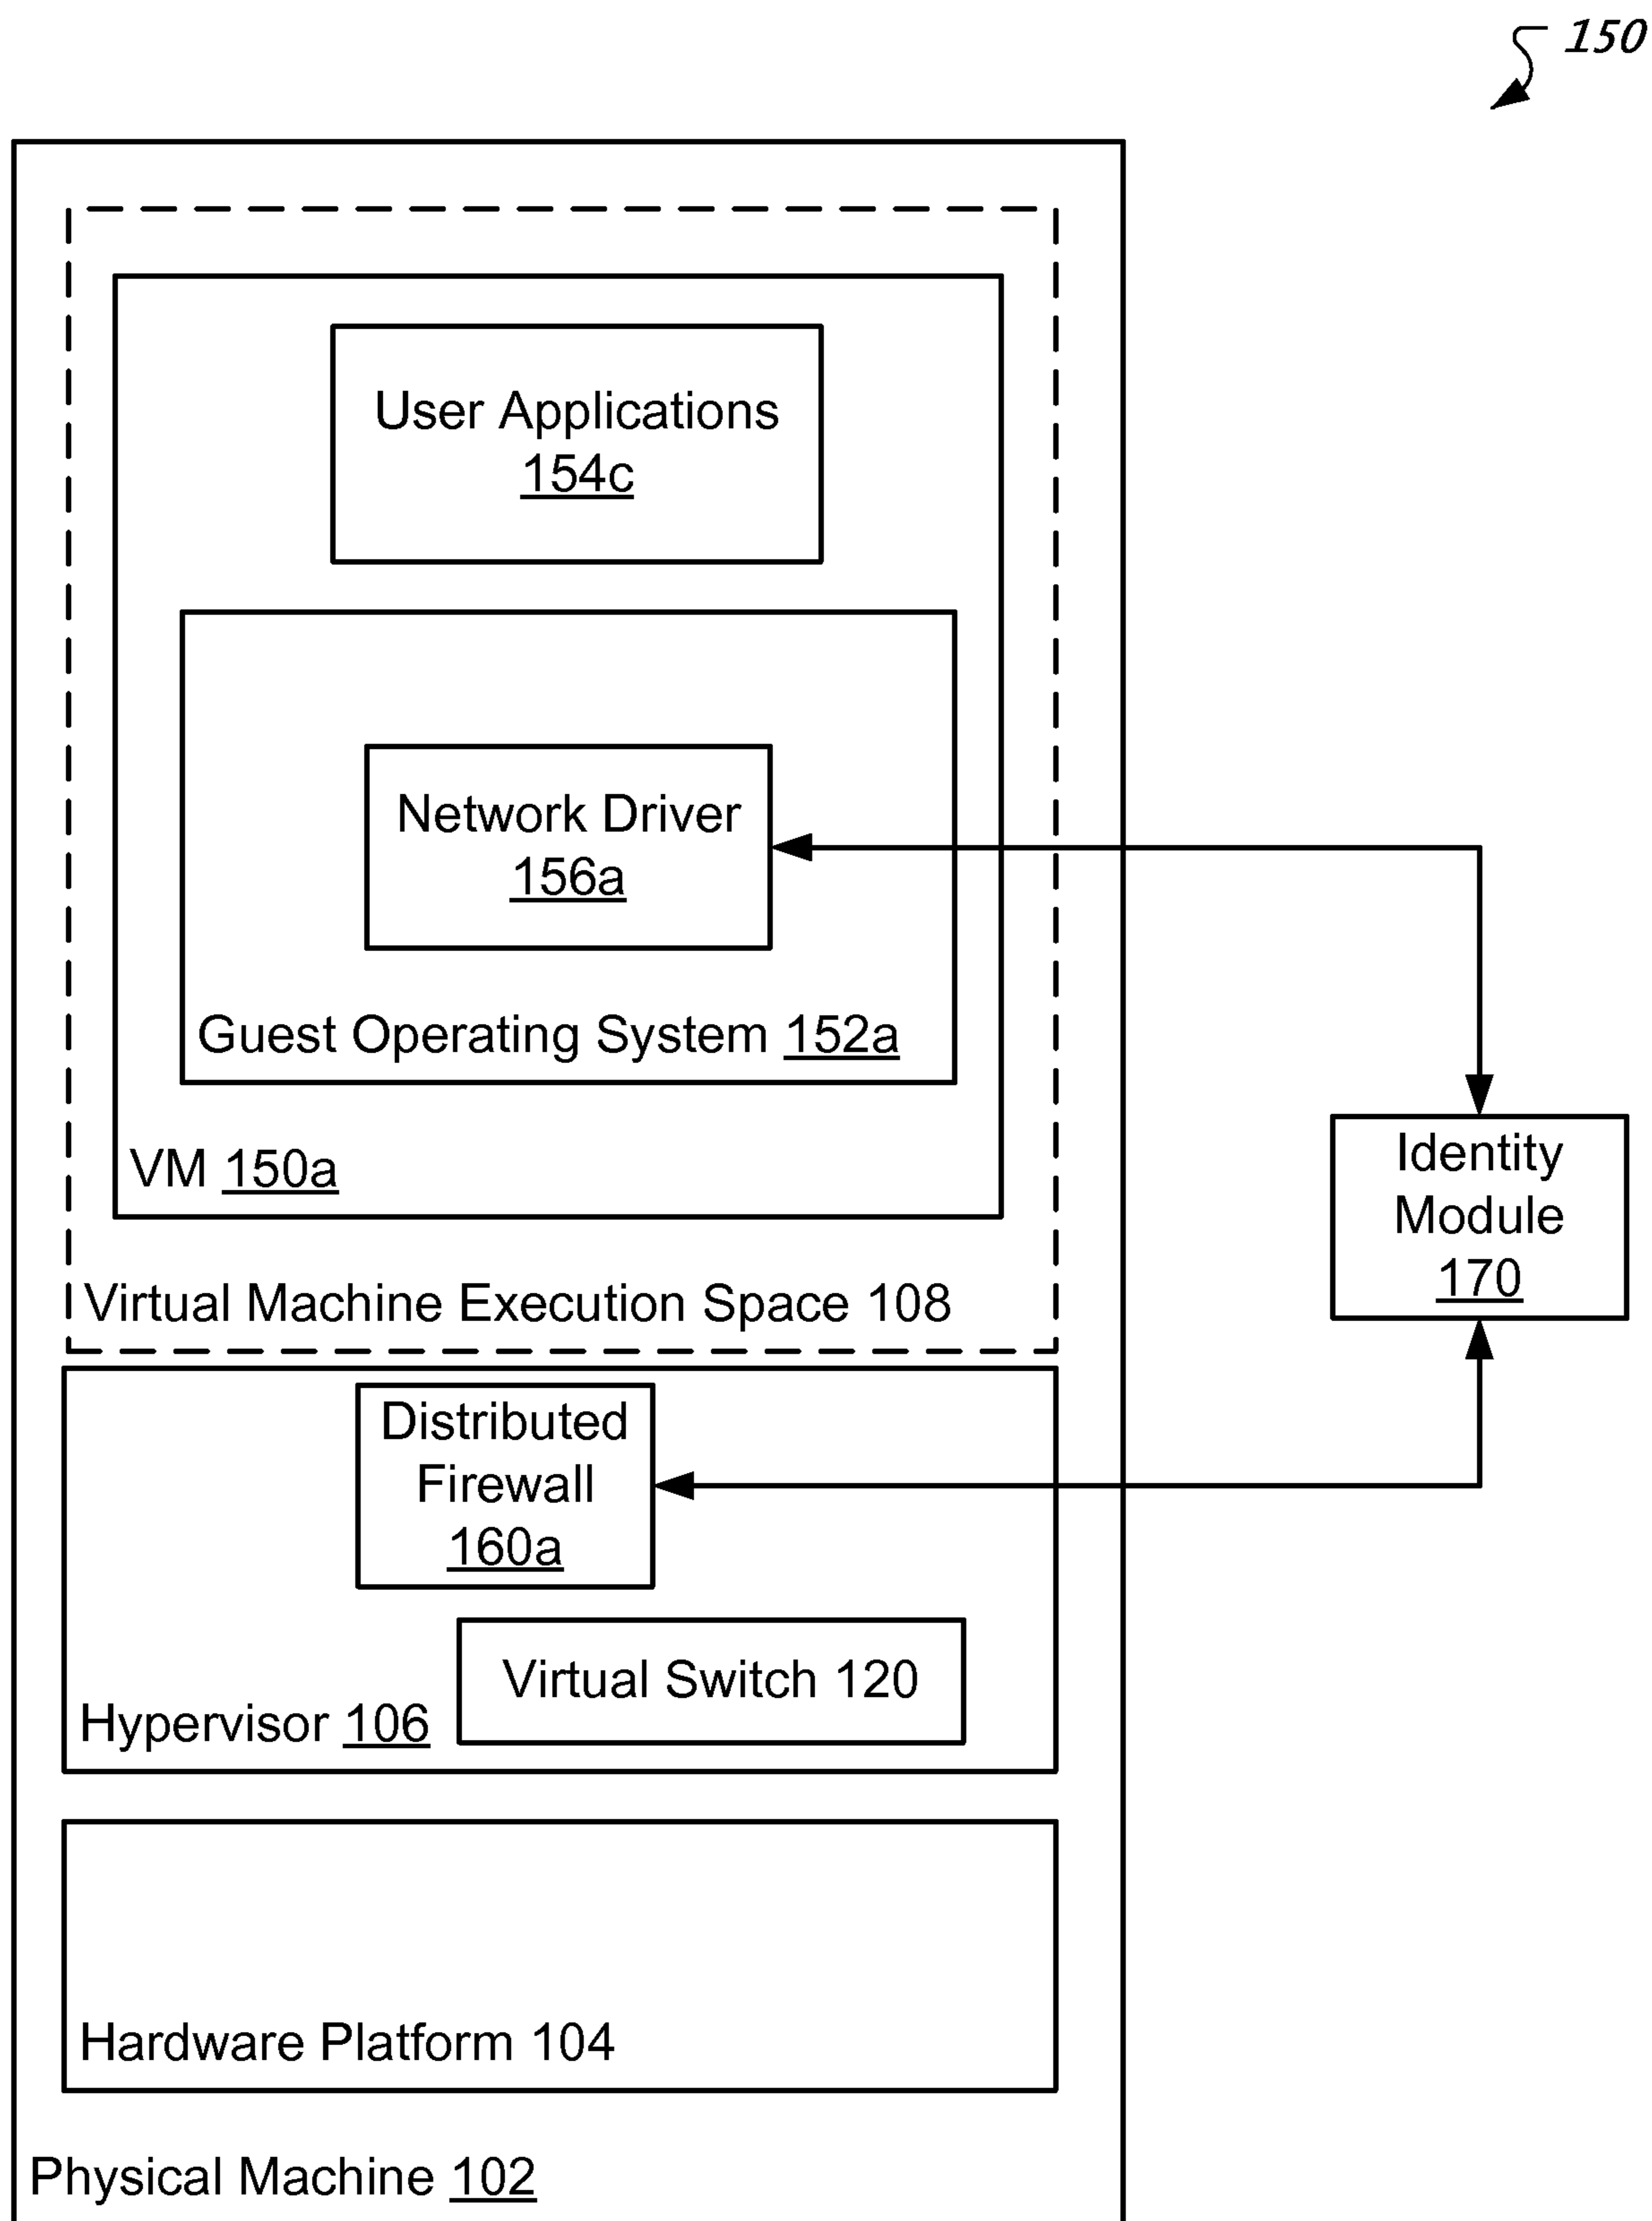 150
User Applications
154c
Network Driver
156a
Guest Operating System 152a
VM 150a
Identity
Module
170
Virtual Machine Execution Space 108
Distributed
Firewall
160a
Virtual Switch 120
Hypervisor 106
Hardware Platform 104
Physical Machine 102